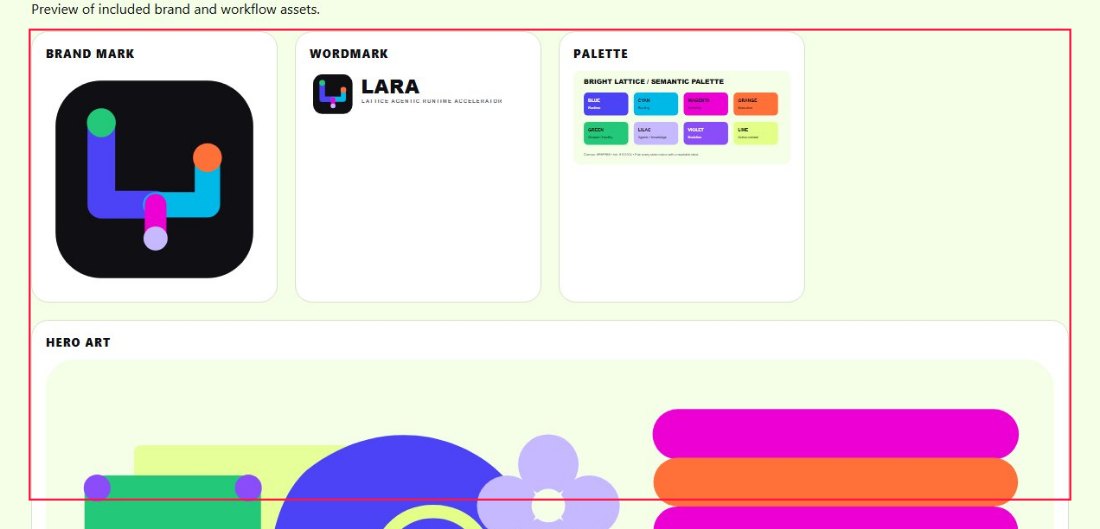 Preview of included brand and workflow assets.
BRAND MARK
WORDMARK
PALETTE
LARA
LATTICE AGENTIC RUNTIME ACCELERATOR
BRIGHT LATTICE / SEMANTIC PALETTE
BLUE
CYAN
MAGENTA
ORANGE
GREEN
LILAC
VIOLET
LIME
HERO ART